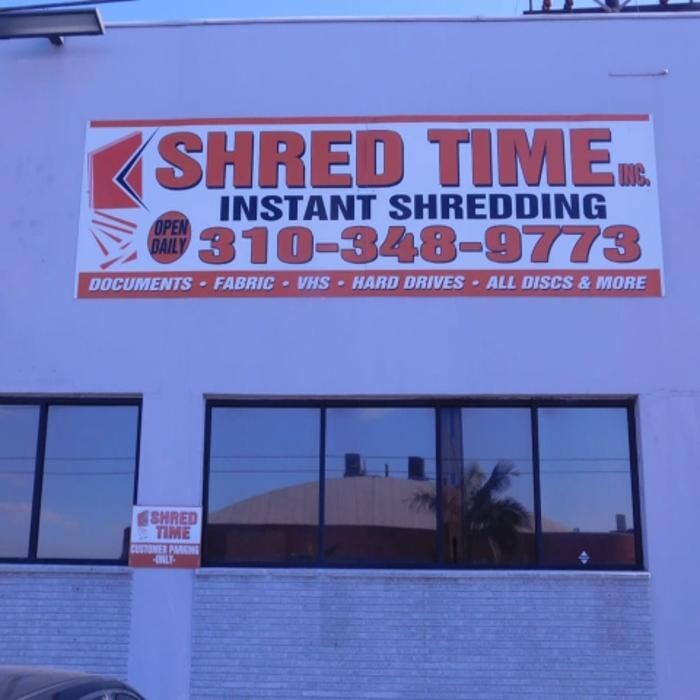 SHRED TIME INC.
INSTANT SHREDDING
OPEN DAILY
310-348-9773
DOCUMENTS • FABRIC • VHS • HARD DRIVES • ALL DISCS & MORE
SHRED
TIME
CUSTOMER PARKING
-ONLY-